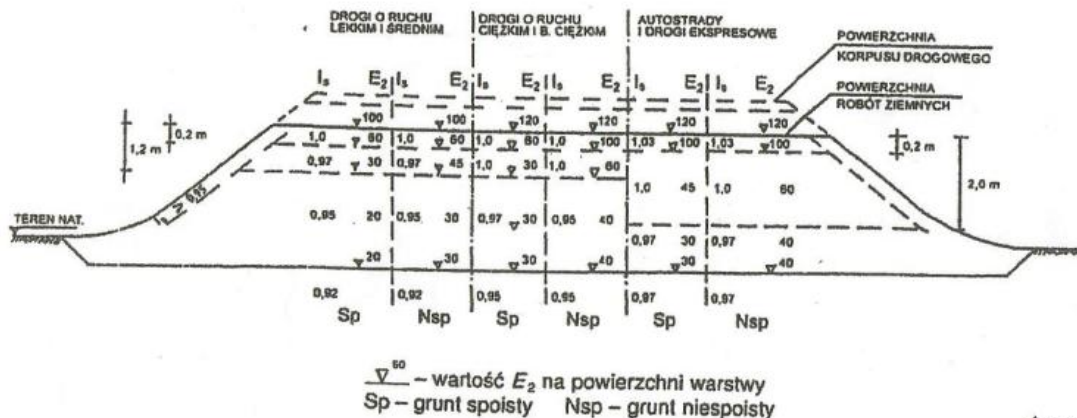 DROGI O RUCHU LEKKIM I ŚREDNIM
DROGI O RUCHU CIĘŻKIM I B. CIĘŻKIM
AUTOSTRADY I DROGI EKSPRESOWE
POWIERZCHNIA KORPUSU DROGOWEGO
POWIERZCHNIA ROBÓT ZIEMNYCH
Is E2 Is E2 Is E2 Is E2 Is E2 Is E2
100 100 120 120 120 120
1,2 m 0,2 m 1,0 60 1,0 60 1,0 60 1,0 100 1,03 100 1,03 100 0,2 m
0,97 30 0,97 45 1,0 30 1,0 60
1,0 45 1,0 60 2,0 m
Is ≥ 0,95
TEREN NAT.
0,95 20 0,95 30 0,97 30 0,95 40
0,97 30 0,97 40
20 30 30 40 30 40
0,92 0,92 0,95 0,95 0,97 0,97
Sp Nsp Sp Nsp Sp Nsp
▽50 – wartość E2 na powierzchni warstwy
Sp – grunt spoisty Nsp – grunt niespoisty